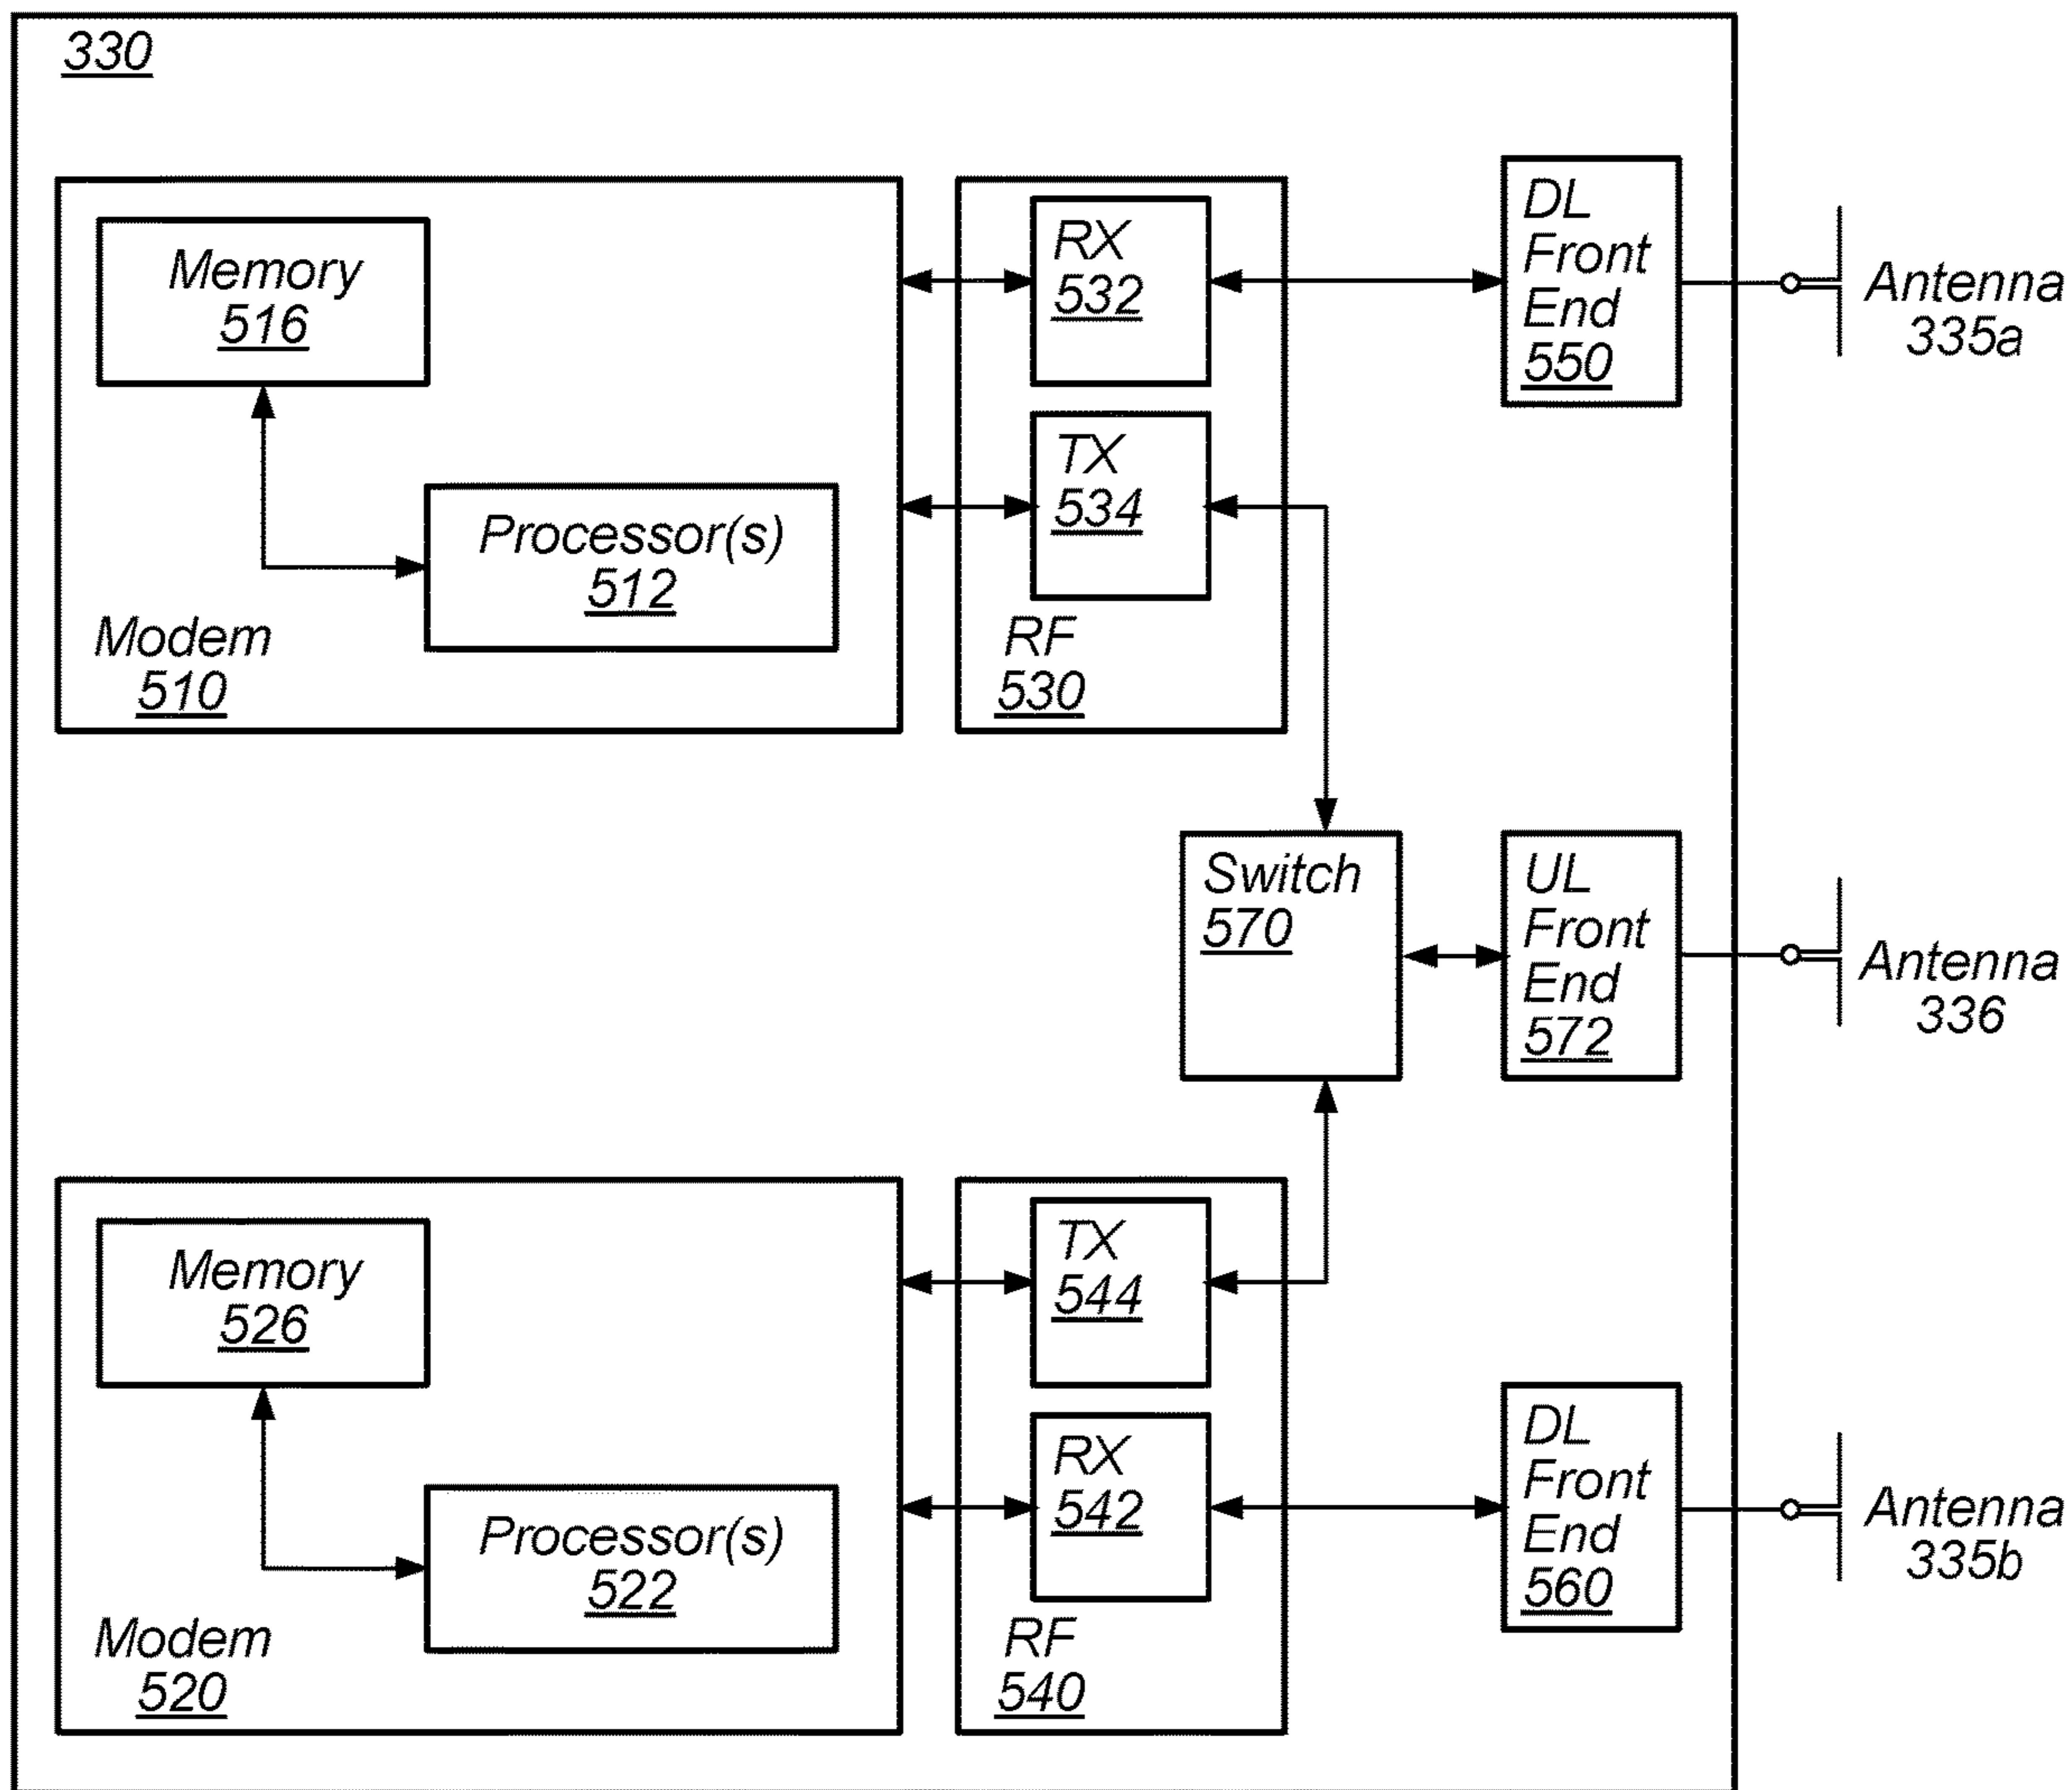 330
Memory
516
Processor(s)
512
Modem
510
RX
532
TX
534
RF
530
DL
Front
End
550
Antenna
335a
Switch
570
UL
Front
End
572
Antenna
336
Memory
526
Processor(s)
522
Modem
520
TX
544
RX
542
RF
540
DL
Front
End
560
Antenna
335b